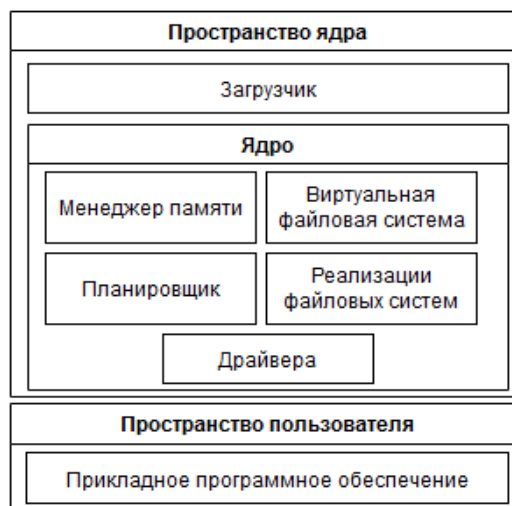 Пространство ядра
Загрузчик
Ядро
Менеджер памяти
Виртуальная
файловая система
Планировщик
Реализации
файловых систем
Драйвера
Пространство пользователя
Прикладное программное обеспечение